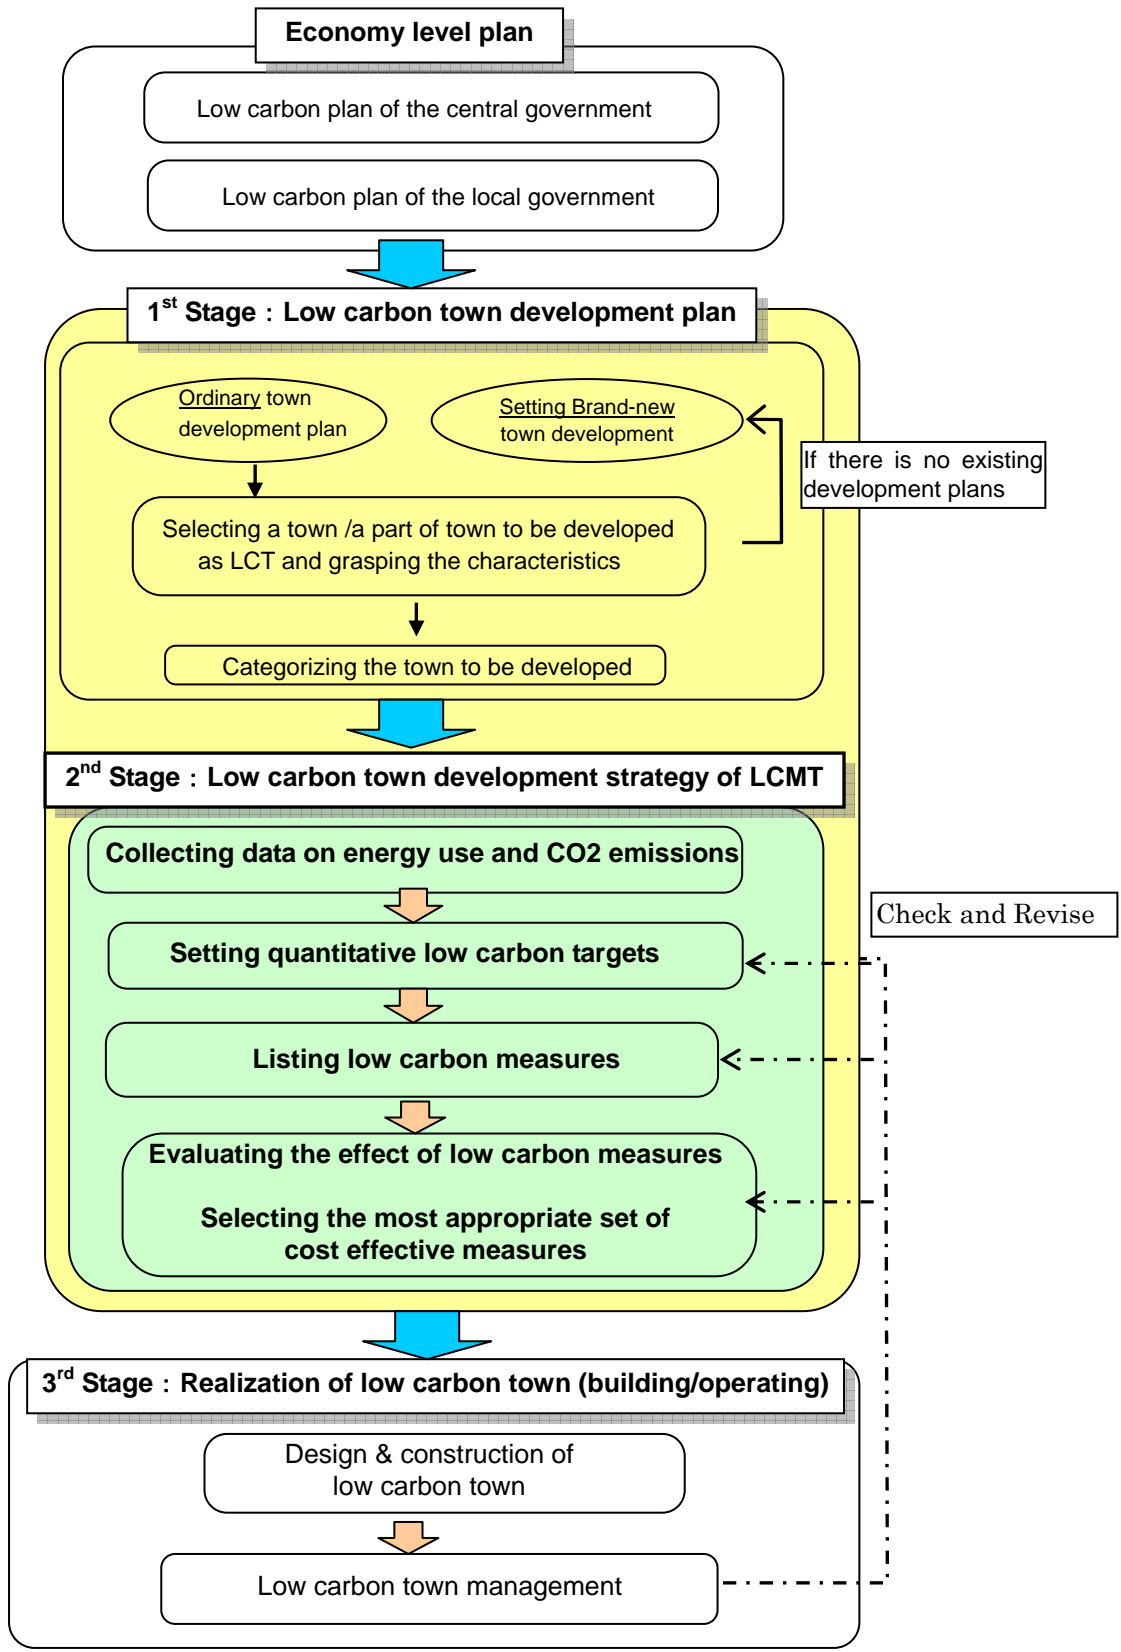 Economy level plan
Low carbon plan of the central government
Low carbon plan of the local government
1st Stage : Low carbon town development plan
Ordinary town
development plan
Setting Brand-new
town development
If there is no existing
development plans
Selecting a town /a part of town to be developed
as LCT and grasping the characteristics
Categorizing the town to be developed
2nd Stage : Low carbon town development strategy of LCMT
Collecting data on energy use and CO2 emissions
Check and Revise
Setting quantitative low carbon targets
Listing low carbon measures
Evaluating the effect of low carbon measures
Selecting the most appropriate set of
cost effective measures
3rd Stage : Realization of low carbon town (building/operating)
Design & construction of
low carbon town
Low carbon town management